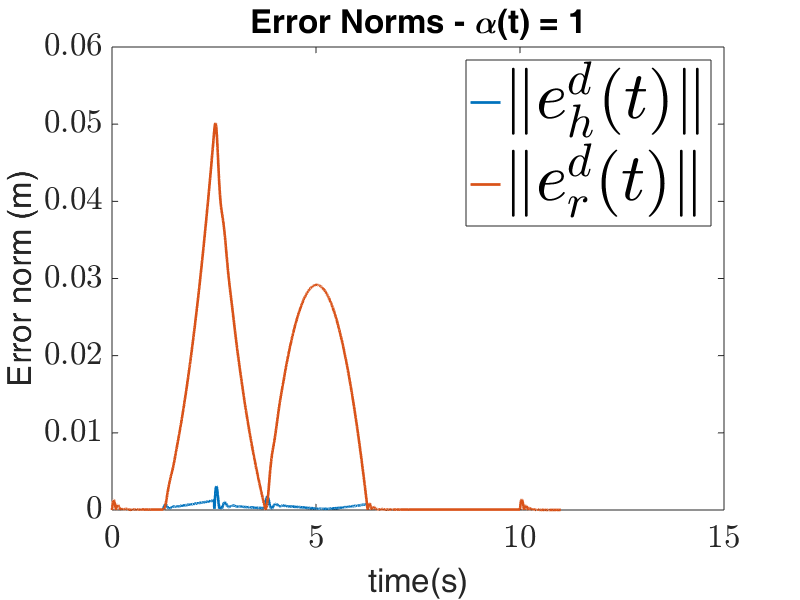 Error Norms - α(t) = 1
0.06
0.05
0.04
0.03
0.02
0.01
0
Error norm (m)
||e_h^d(t)||
||e_r^d(t)||
0 5 10 15
time(s)